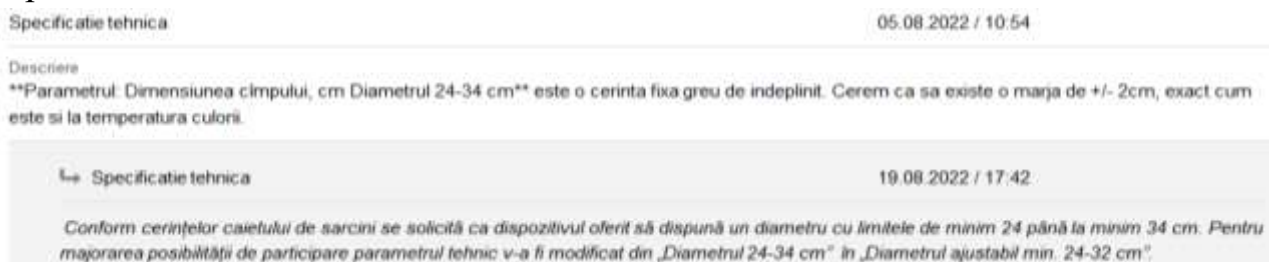 Specificatie tehnica 05.08.2022 / 10:54
Descriere
**Parametrul: Dimensiunea cîmpului, cm Diametrul 24-34 cm** este o cerinta fixa greu de indeplinit. Cerem ca sa existe o marja de +/- 2cm, exact cum
este si la temperatura culorii.
↳ Specificatie tehnica 19.08.2022 / 17:42
Conform cerințelor caietului de sarcini se solicită ca dispozitivul oferit să dispună un diametru cu limitele de minim 24 până la minim 34 cm. Pentru
majorarea posibilității de participare parametrul tehnic v-a fi modificat din „Diametrul 24-34 cm" în „Diametrul ajustabil min. 24-32 cm".